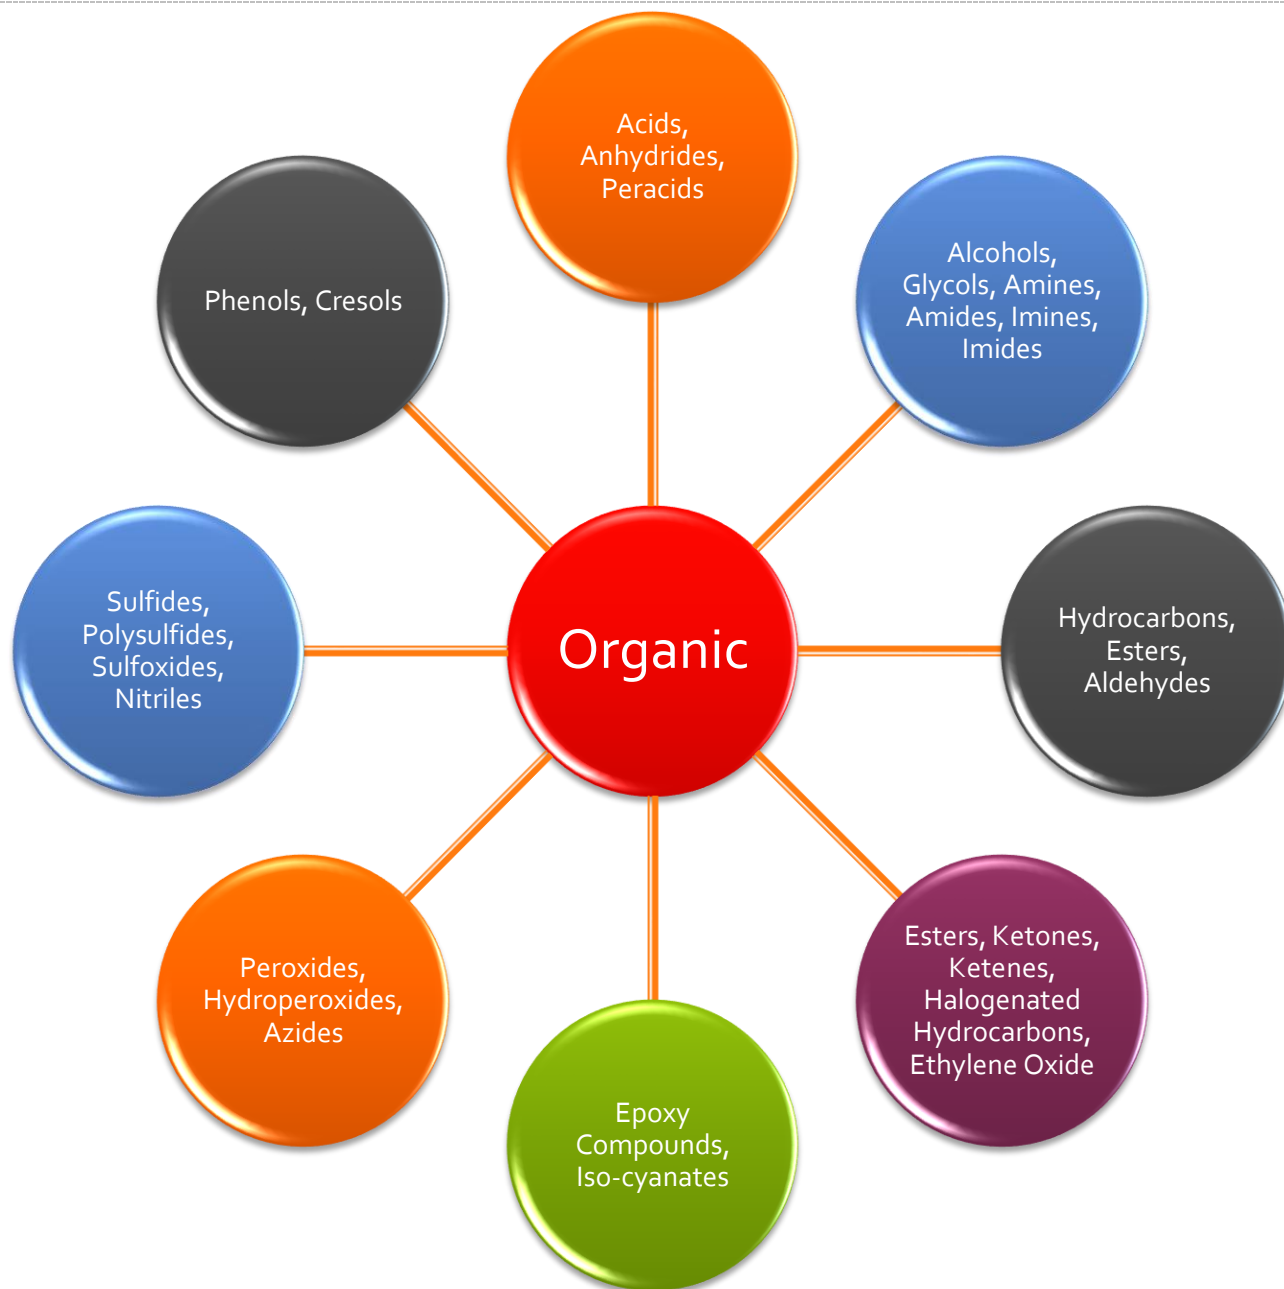 Acids,
Anhydrides,
Peracids
Alcohols,
Glycols, Amines,
Amides, Imines,
Imides
Hydrocarbons,
Esters,
Aldehydes
Esters, Ketones,
Ketenes,
Halogenated
Hydrocarbons,
Ethylene Oxide
Epoxy
Compounds,
Iso-cyanates
Peroxides,
Hydroperoxides,
Azides
Sulfides,
Polysulfides,
Sulfoxides,
Nitriles
Phenols, Cresols
Organic